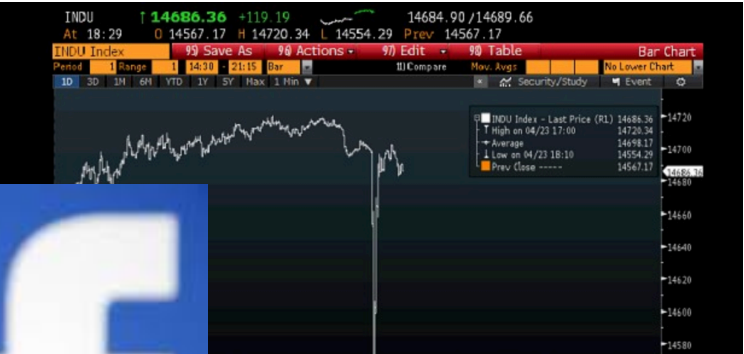 INDU ↑ 14686.36 +119.19 14684.90/14689.66
At 18:29 O 14567.17 H 14720.34 L 14554.29 Prev 14567.17
INDU Index 95) Save As 96) Actions 97) Edit 98) Table Bar Chart
Period 1 Range 1 14:30 - 21:15 Bar 11) Compare Mov. Avgs No Lower Chart
1D 3D 1M 6M YTD 1Y 5Y Max 1 Min ▼ Security/Study Event
INDU Index - Last Price (R1) 14686.36
High on 04/23 17:00 14720.34
Average 14698.17
Low on 04/23 18:10 14554.29
Prev Close ----- 14567.17
14720
14700
14686.36
14680
14660
14640
14620
14600
14580
f